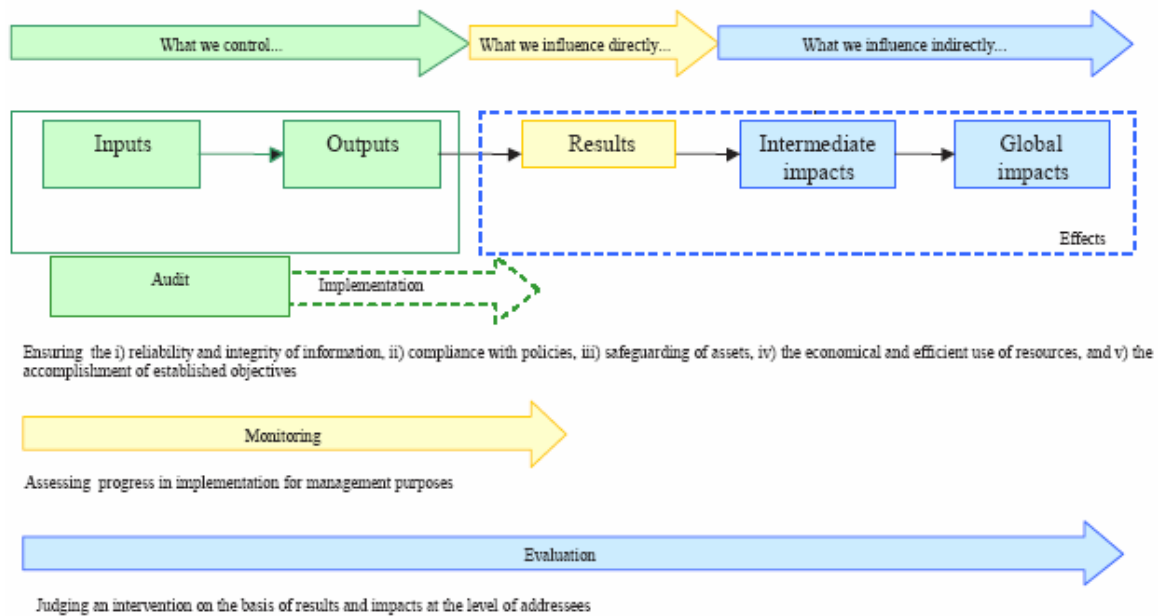 What we control...
What we influence directly...
What we influence indirectly...
Inputs
Outputs
Results
Intermediate
impacts
Global
impacts
Effects
Audit
Implementation
Ensuring the i) reliability and integrity of information, ii) compliance with policies, iii) safeguarding of assets, iv) the economical and efficient use of resources, and v) the
accomplishment of established objectives
Monitoring
Assessing progress in implementation for management purposes
Evaluation
Judging an intervention on the basis of results and impacts at the level of addressees